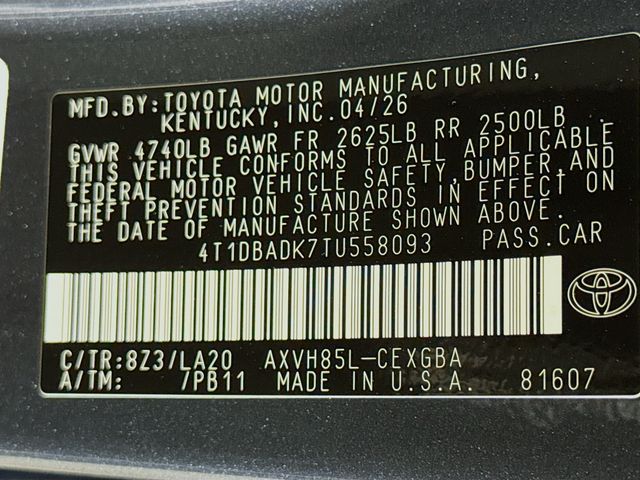 MFD.BY:TOYOTA MOTOR MANUFACTURING,
KENTUCKY,INC.04/26
GVWR 4740LB GAWR FR 2625LB RR 2500LB
THIS VEHICLE CONFORMS TO ALL APPLICABLE
FEDERAL MOTOR VEHICLE SAFETY,BUMPER,AND
THEFT PREVENTION STANDARDS IN EFFECT ON
THE DATE OF MANUFACTURE SHOWN ABOVE.
4T1DBADK7TU558093 PASS.CAR
C/TR:8Z3/LA20 AXVH85L-CEXGBA
A/TM: /PB11 MADE IN U.S.A. 81607